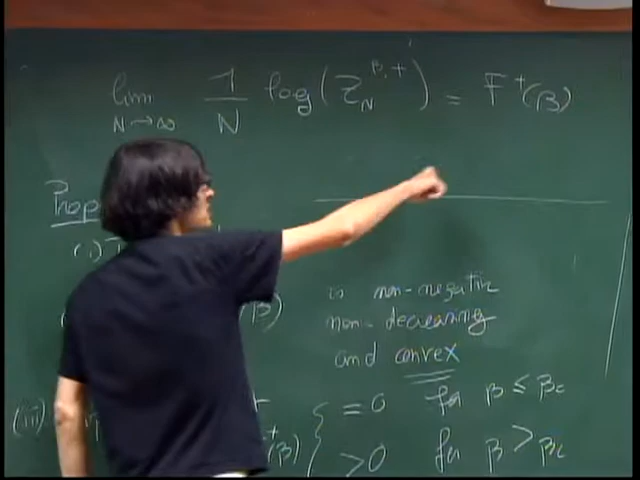 lim N→∞ 1/N log(Z_N^{β,+}) = F^+(β)
Prop
(i)
is non-negative
β)
non-decreasing
and convex
(iii) = 0 for β ≤ βc
+(β) { > 0 for β > βc